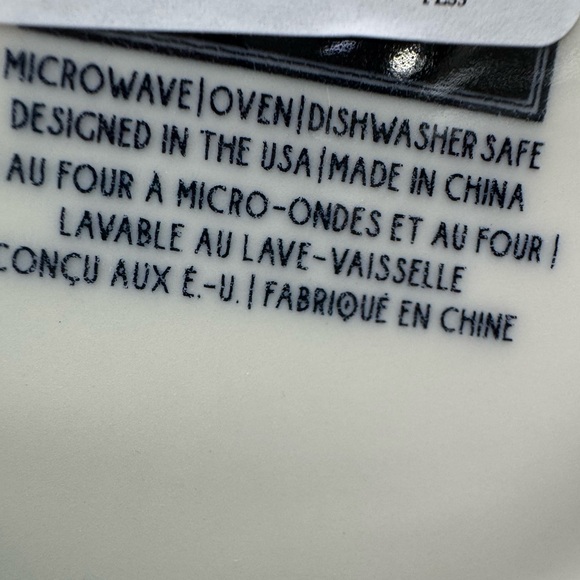 MICROWAVE|OVEN|DISHWASHER SAFE
DESIGNED IN THE USA|MADE IN CHINA
AU FOUR A MICRO-ONDES ET AU FOUR |
LAVABLE AU LAVE-VAISSELLE
CONÇU AUX É.-U.|FABRIQUÉ EN CHINE